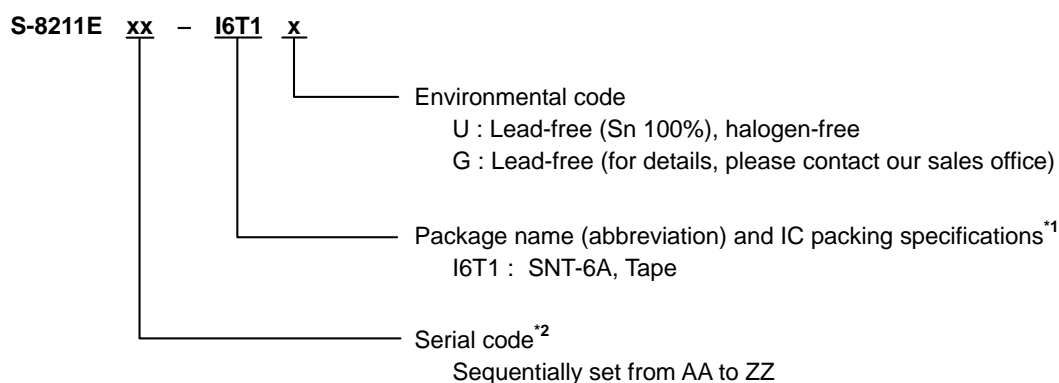 S-8211E xx – I6T1 x
Environmental code
U : Lead-free (Sn 100%), halogen-free
G : Lead-free (for details, please contact our sales office)
Package name (abbreviation) and IC packing specifications*1
I6T1 : SNT-6A, Tape
Serial code*2
Sequentially set from AA to ZZ